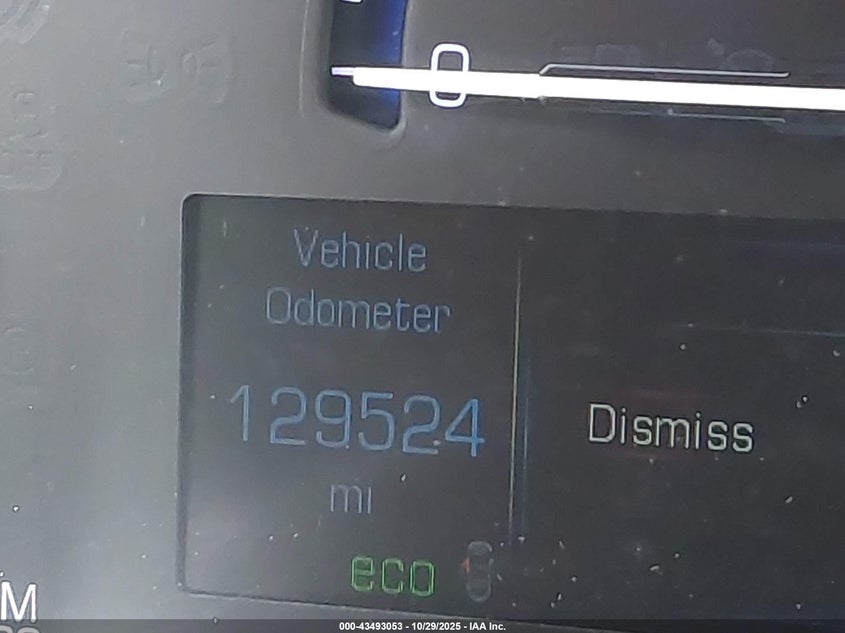 0
Vehicle
Odometer
129524
mi
Dismiss
eco
M
000-43493053 - 10/29/2025 - IAA Inc.